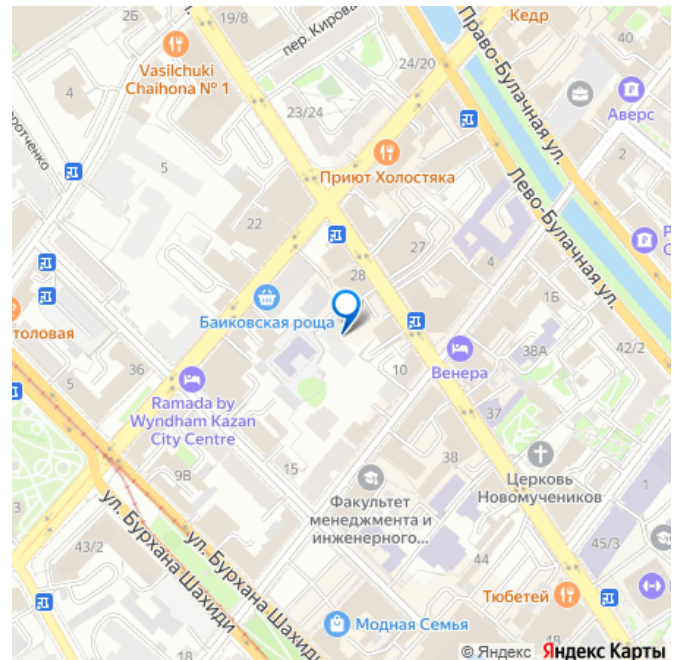 2Б
19/8
пер. Кирова
Кедр
40
Vasilchuki
Chaihona № 1
24/20
Право-Булачная ул.
Аверс
4
23/24
2
5
Приют Холостяка
22
27
4
Лево-Булачная ул.
28
1Б
Баиковская роща
толовая
36
10
Венера
38А
42/2
5
Ramada by
Wyndham Kazan
City Centre
37
38
9В
15
Церковь
Новомучеников
1
Факультет
менеджмента и
инженерного...
ул. Бурхана Шахиди
ул. Бурхана Шахиди
43/2
44
45/3
Тюбетей
Модная Семья
© Яндекс Яндекс Карты